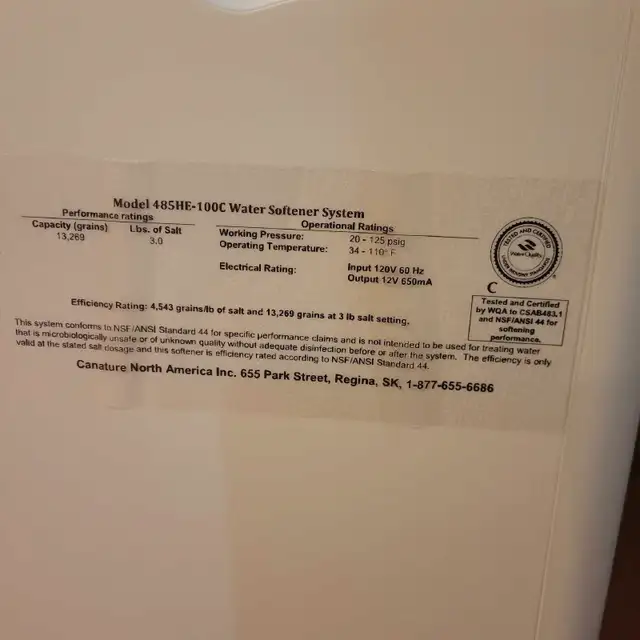 Model 485HE-100C Water Softener System
Performance ratings
Capacity (grains) Lbs. of Salt
13,269 3.0
Operational Ratings
Working Pressure: 20 - 125 psig
Operating Temperature: 34 - 110° F
Electrical Rating: Input 120V 60 Hz
Output 12V 650mA
TESTED AND CERTIFIED
Water Quality
C
Tested and Certified
by WQA to CSAB483.1
and NSF/ANSI 44 for
softening
performance.
Efficiency Rating: 4,543 grains/lb of salt and 13,269 grains at 3 lb salt setting.
This system conforms to NSF/ANSI Standard 44 for specific performance claims and is not intended to be used for treating water
that is microbiologically unsafe or of unknown quality without adequate disinfection before or after the system. The efficiency is only
valid at the stated salt dosage and this softener is efficiency rated according to NSF/ANSI Standard 44.
Canature North America Inc. 655 Park Street, Regina, SK, 1-877-655-6686